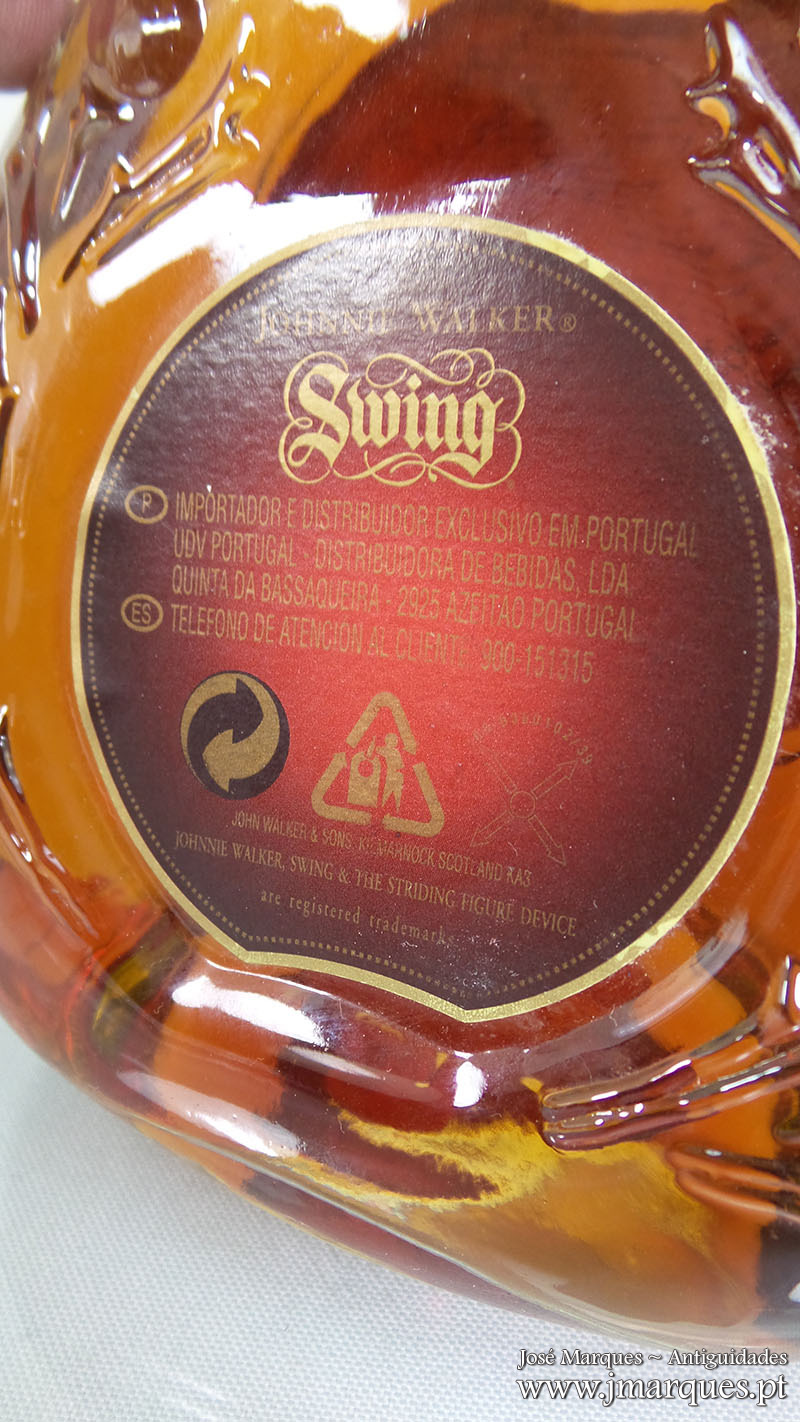 JOHNNIE WALKER®
Swing
P IMPORTADOR E DISTRIBUIDOR EXCLUSIVO EM PORTUGAL
UDV PORTUGAL - DISTRIBUIDORA DE BEBIDAS, LDA.
QUINTA DA BASSAQUEIRA - 2925 AZEITAO PORTUGAL
ES TELEFONO DE ATENCION AL CLIENTE 900-151315
JOHN WALKER & SONS, KILMARNOCK SCOTLAND KA3
JOHNNIE WALKER, SWING & THE STRIDING FIGURE DEVICE
are registered trademarks
José Marques ~ Antiguidades
www.jmarques.pt